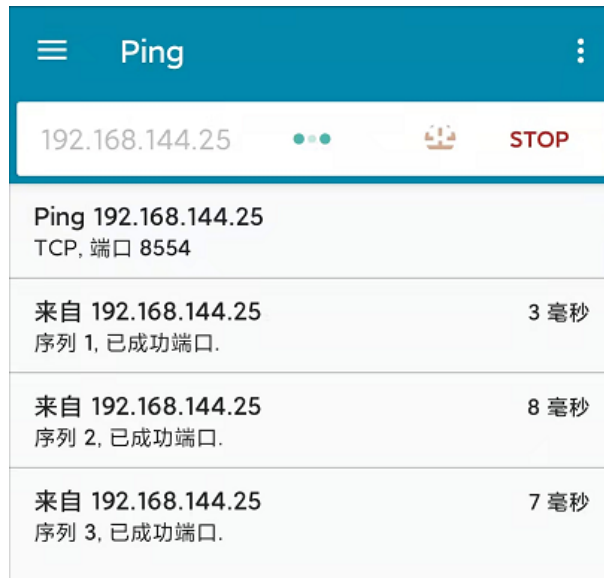 Ping
192.168.144.25
STOP
Ping 192.168.144.25
TCP, 端口 8554
来自 192.168.144.25 3 毫秒
序列 1, 已成功端口.
来自 192.168.144.25 8 毫秒
序列 2, 已成功端口.
来自 192.168.144.25 7 毫秒
序列 3, 已成功端口.